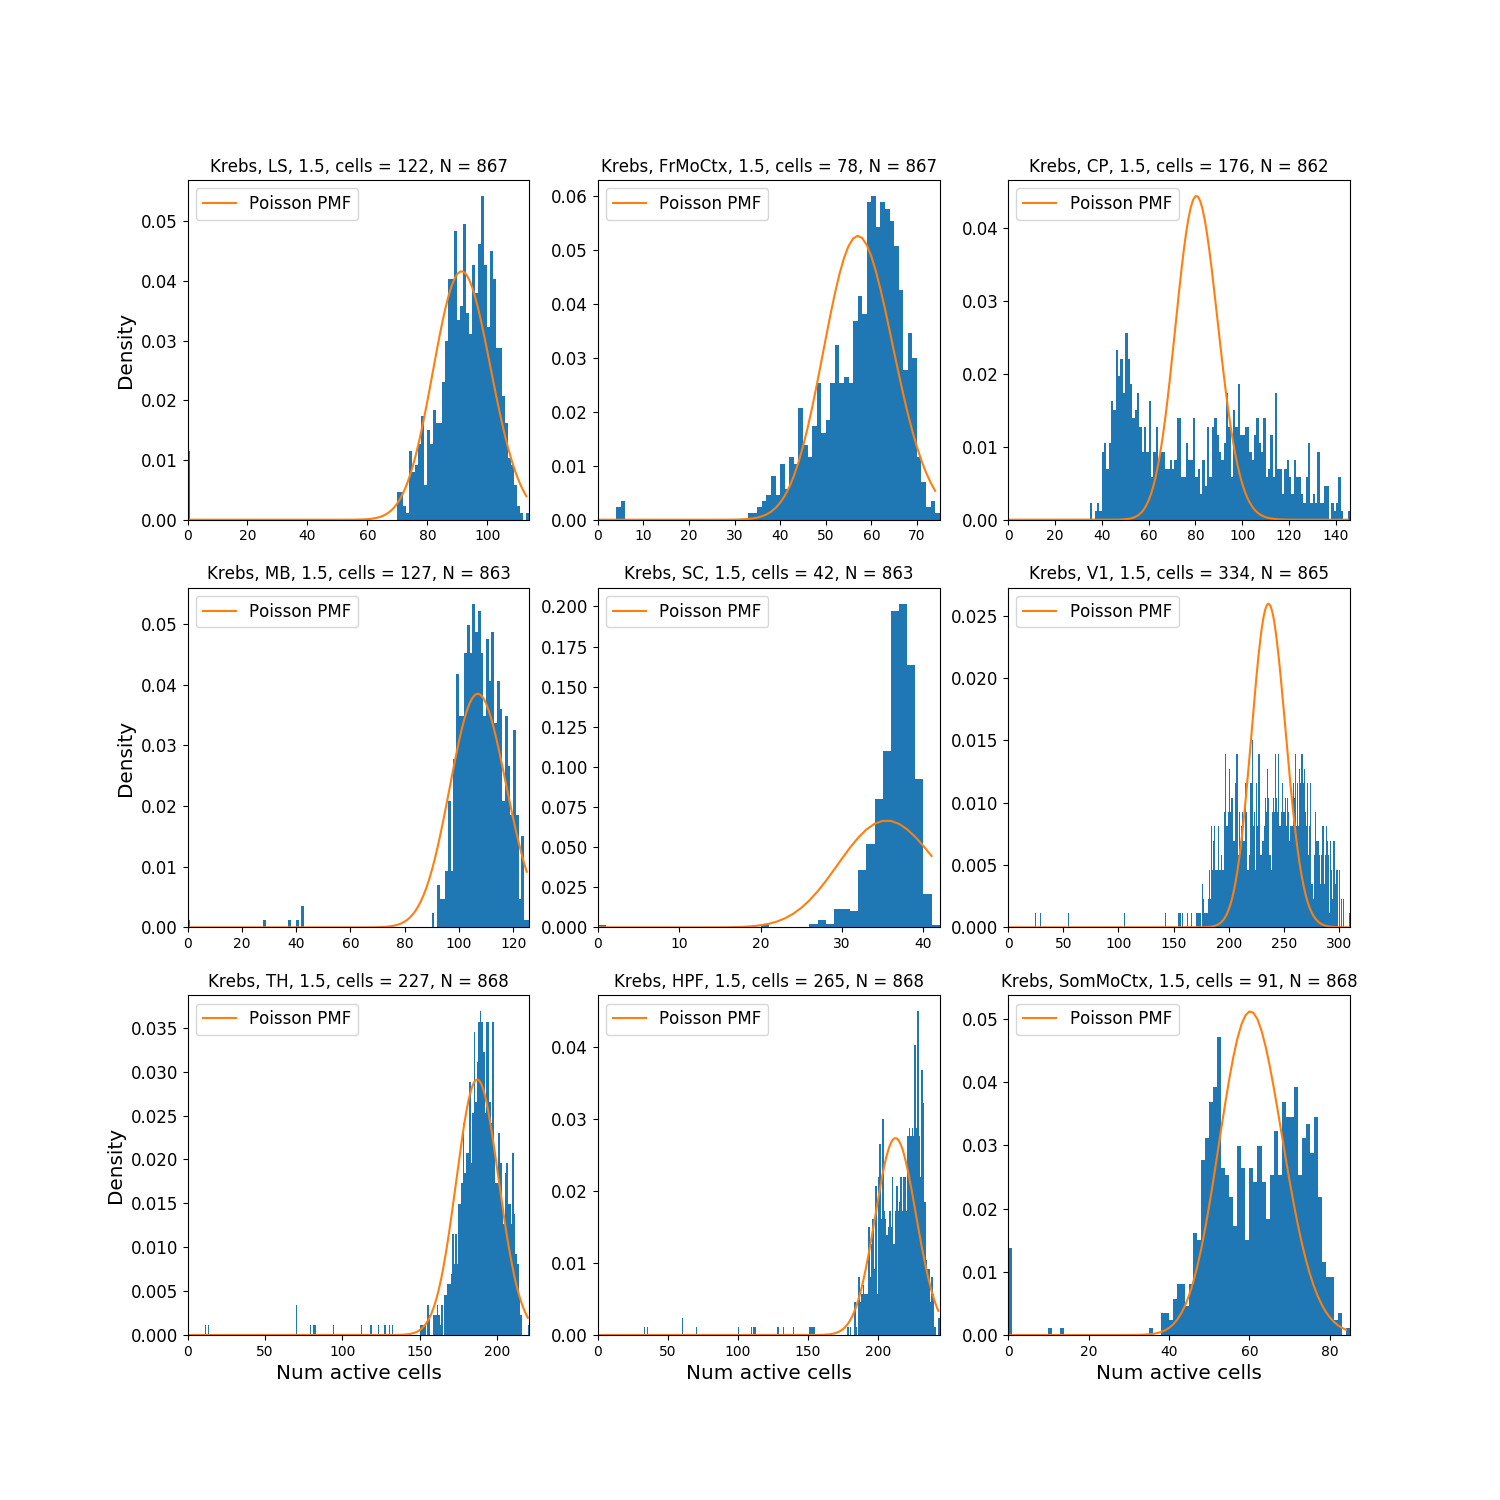 Krebs, LS, 1.5, cells = 122, N = 867
Krebs, FrMoCtx, 1.5, cells = 78, N = 867
Krebs, CP, 1.5, cells = 176, N = 862
Poisson PMF
Poisson PMF
Poisson PMF
Density
0.05
0.04
0.03
0.02
0.01
0.00
0 20 40 60 80 100
0.06
0.05
0.04
0.03
0.02
0.01
0.00
0 10 20 30 40 50 60 70
0.04
0.03
0.02
0.01
0.00
0 20 40 60 80 100 120 140
Krebs, MB, 1.5, cells = 127, N = 863
Krebs, SC, 1.5, cells = 42, N = 863
Krebs, V1, 1.5, cells = 334, N = 865
Poisson PMF
Poisson PMF
Poisson PMF
Density
0.05
0.04
0.03
0.02
0.01
0.00
0 20 40 60 80 100 120
0.200
0.175
0.150
0.125
0.100
0.075
0.050
0.025
0.000
0 10 20 30 40
0.025
0.020
0.015
0.010
0.005
0.000
0 50 100 150 200 250 300
Krebs, TH, 1.5, cells = 227, N = 868
Krebs, HPF, 1.5, cells = 265, N = 868
Krebs, SomMoCtx, 1.5, cells = 91, N = 868
Poisson PMF
Poisson PMF
Poisson PMF
Density
0.035
0.030
0.025
0.020
0.015
0.010
0.005
0.000
0 50 100 150 200
Num active cells
0.04
0.03
0.02
0.01
0.00
0 50 100 150 200
Num active cells
0.05
0.04
0.03
0.02
0.01
0.00
0 20 40 60 80
Num active cells